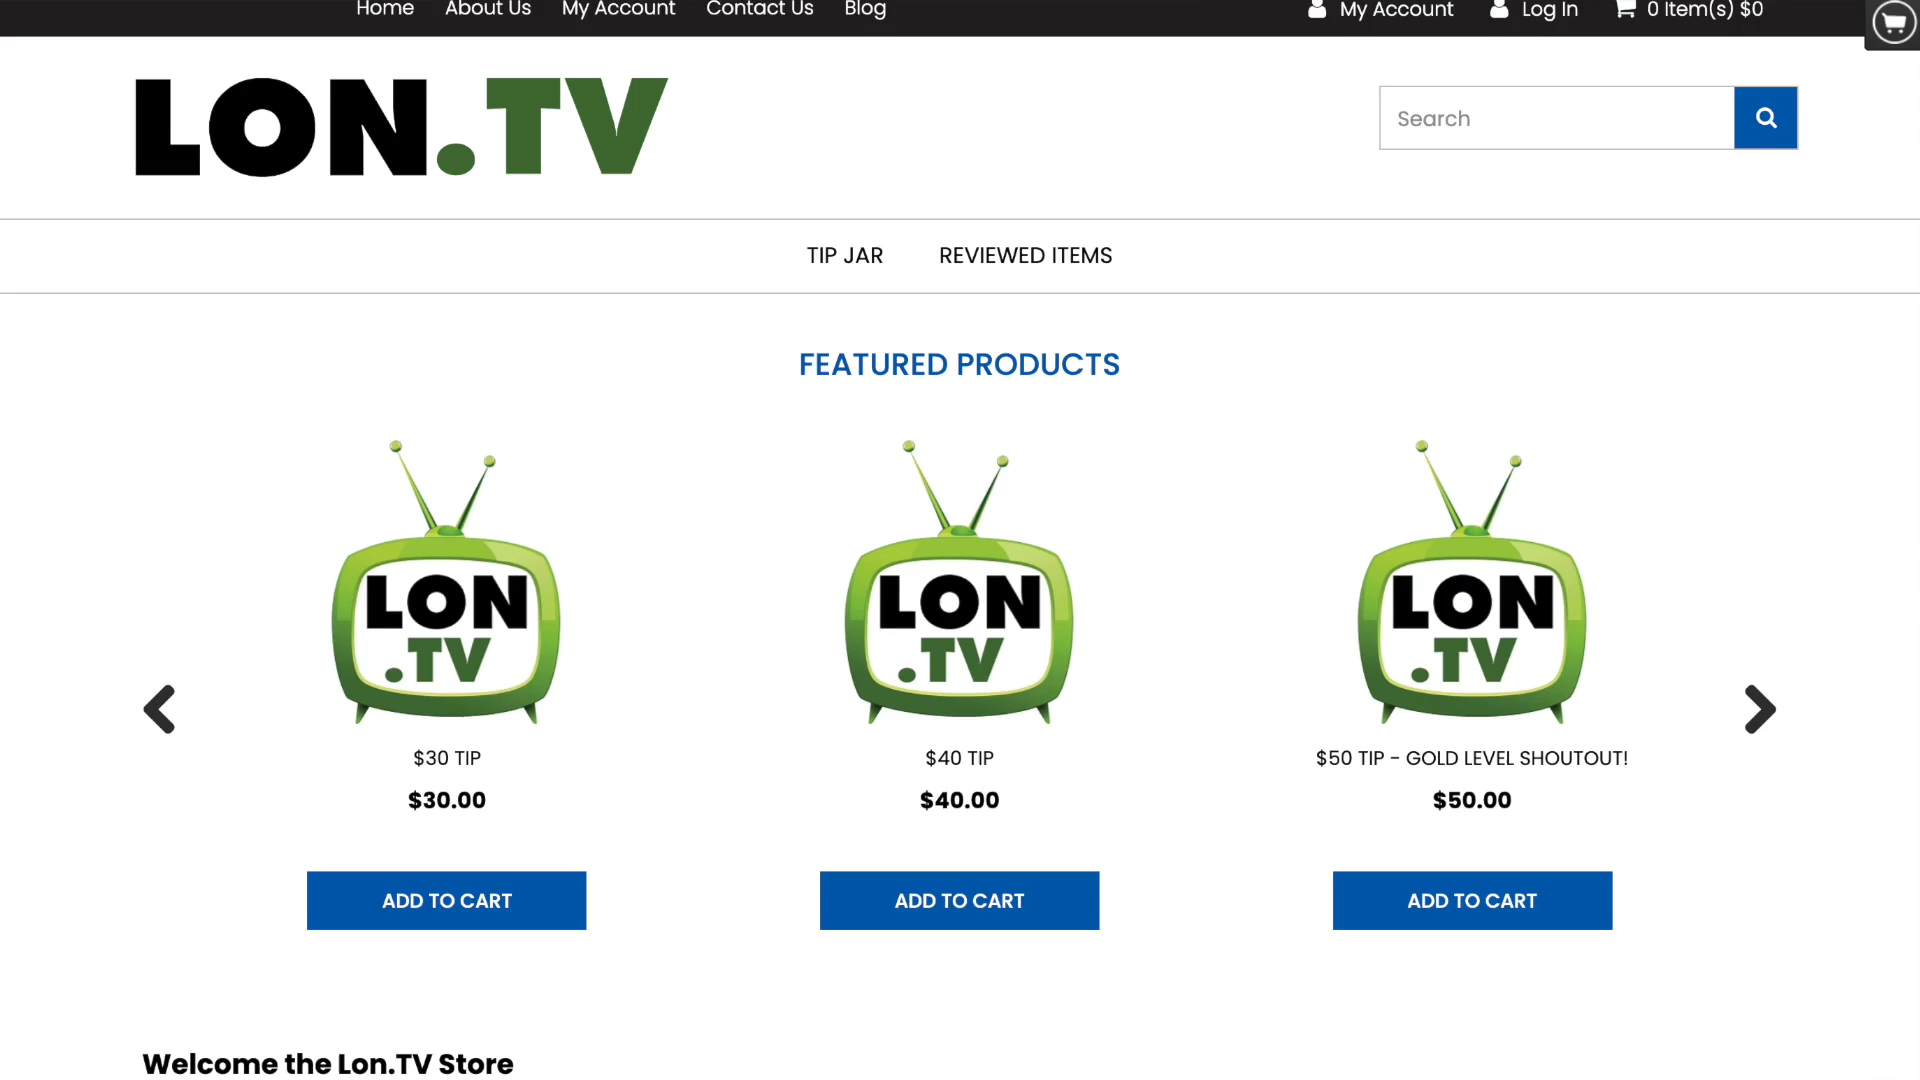 Home About Us My Account Contact Us Blog My Account Log In 0 Item(s) $0
LON.TV
Search
TIP JAR REVIEWED ITEMS
FEATURED PRODUCTS
LON
.TV
LON
.TV
LON
.TV
$30 TIP
$30.00
ADD TO CART
$40 TIP
$40.00
ADD TO CART
$50 TIP - GOLD LEVEL SHOUTOUT!
$50.00
ADD TO CART
Welcome the Lon.TV Store